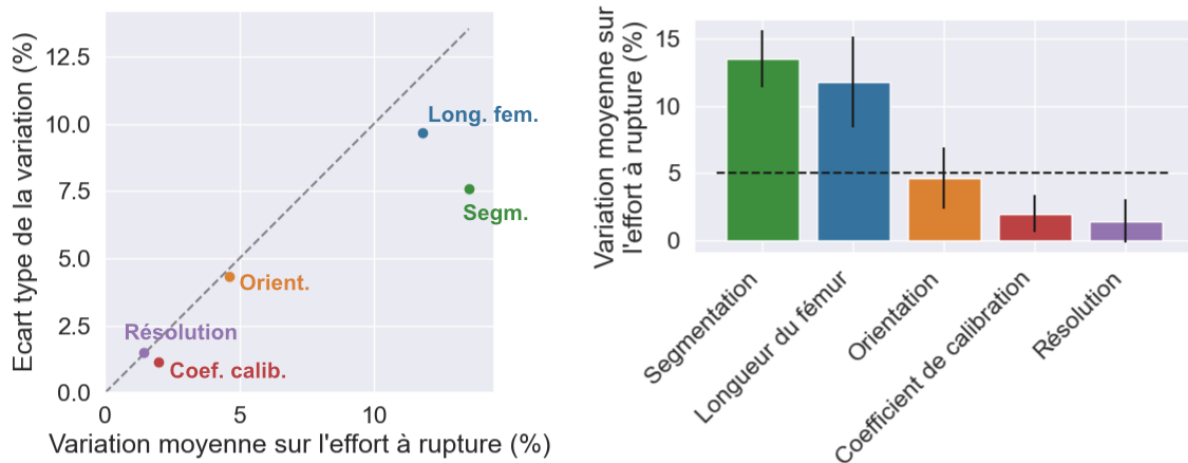 Ecart type de la variation (%)
12.5
10.0
7.5
5.0
2.5
0.0
Long. fem.
Segm.
Orient.
Résolution
Coef. calib.
0
5
10
Variation moyenne sur l'effort à rupture (%)
Variation moyenne sur
l'effort à rupture (%)
15
10
5
0
Segmentation
Longueur du fémur
Orientation
Coefficient de calibration
Résolution